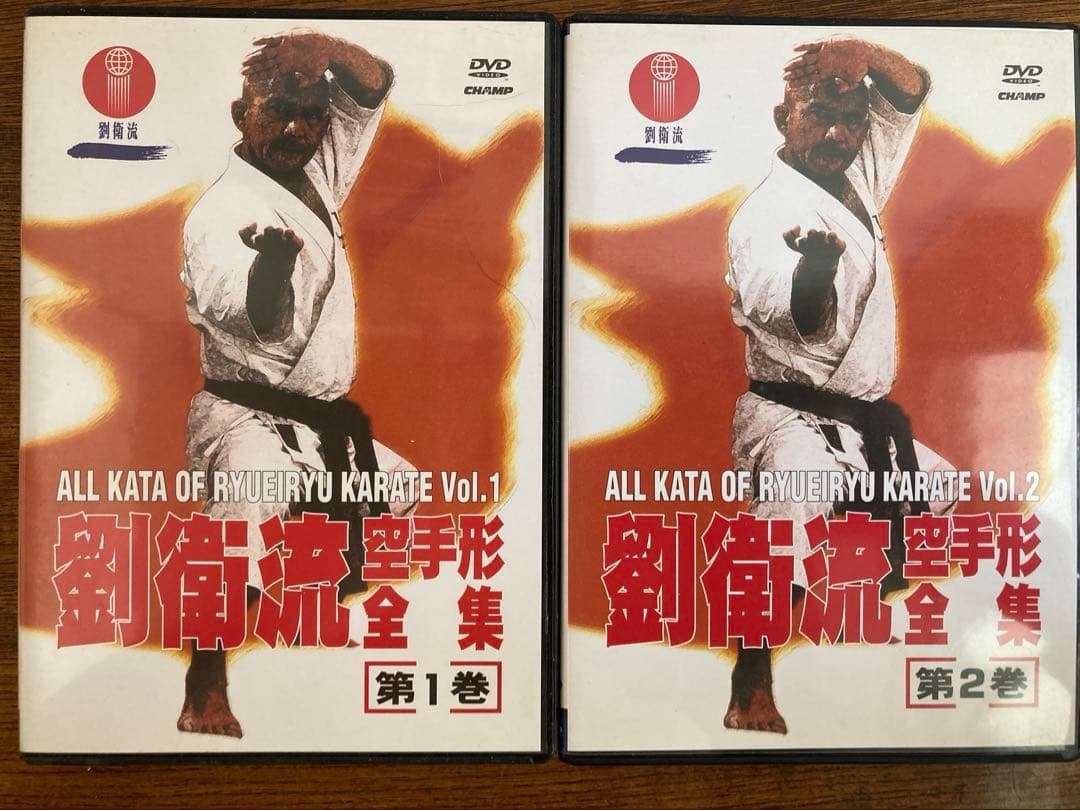 劉衛流
DVD
VIDEO
CHAMP
ALL KATA OF RYUEIRYU KARATE Vol.1
劉衛流 空手形
全集
第1巻
劉衛流
DVD
VIDEO
CHAMP
ALL KATA OF RYUEIRYU KARATE Vol.2
劉衛流 空手形
全集
第2巻